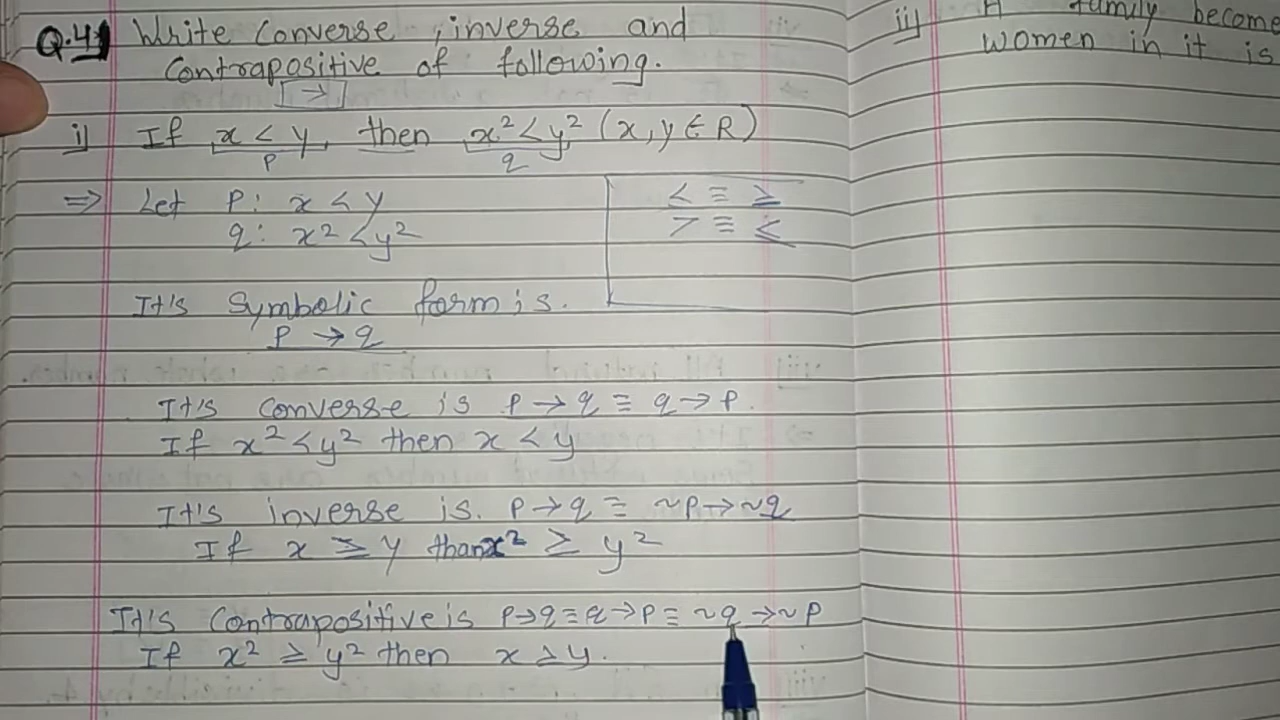 Q.4) Write Converse, inverse and
Contrapositive of following.
→
i) If x < y, then x² < y² (x, y ∈ R)
p q
⇒ Let P: x < y
q: x² < y²
< ≡ ≥
> ≡ ≤
It's Symbolic form is.
P → q
It's Converse is P → q ≡ q → P.
If x² < y² then x < y
It's inverse is. P → q ≡ ~P → ~q
If x ≥ y than x² ≥ y²
It's Contrapositive is P → q ≡ q → P ≡ ~q → ~P
If x² ≥ y² then x ≥ y.
ii) A family become
women in it is